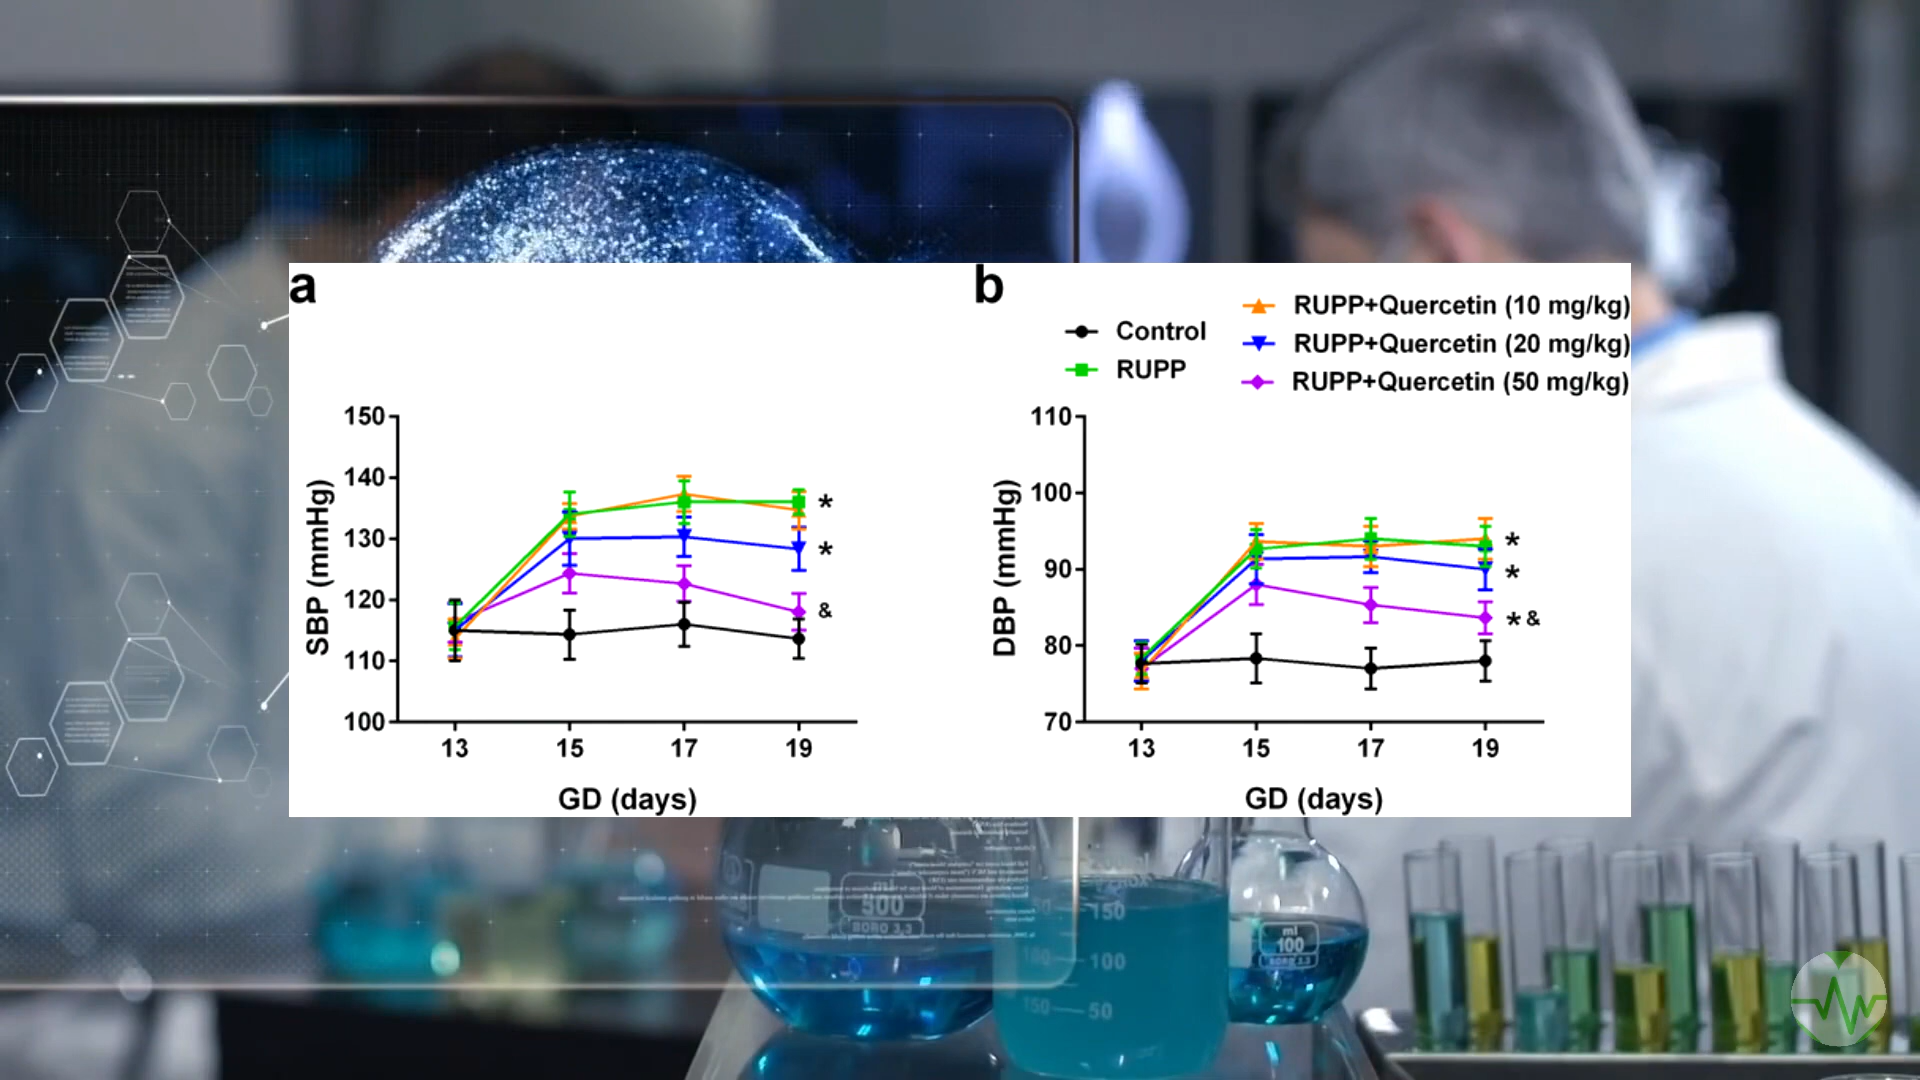 a
150
140
130
120
110
100
SBP (mmHg)
*
*
&
13 15 17 19
GD (days)
b
Control
RUPP
RUPP+Quercetin (10 mg/kg)
RUPP+Quercetin (20 mg/kg)
RUPP+Quercetin (50 mg/kg)
110
100
90
80
70
DBP (mmHg)
*
*
* &
13 15 17 19
GD (days)
150
100
50
ml
100